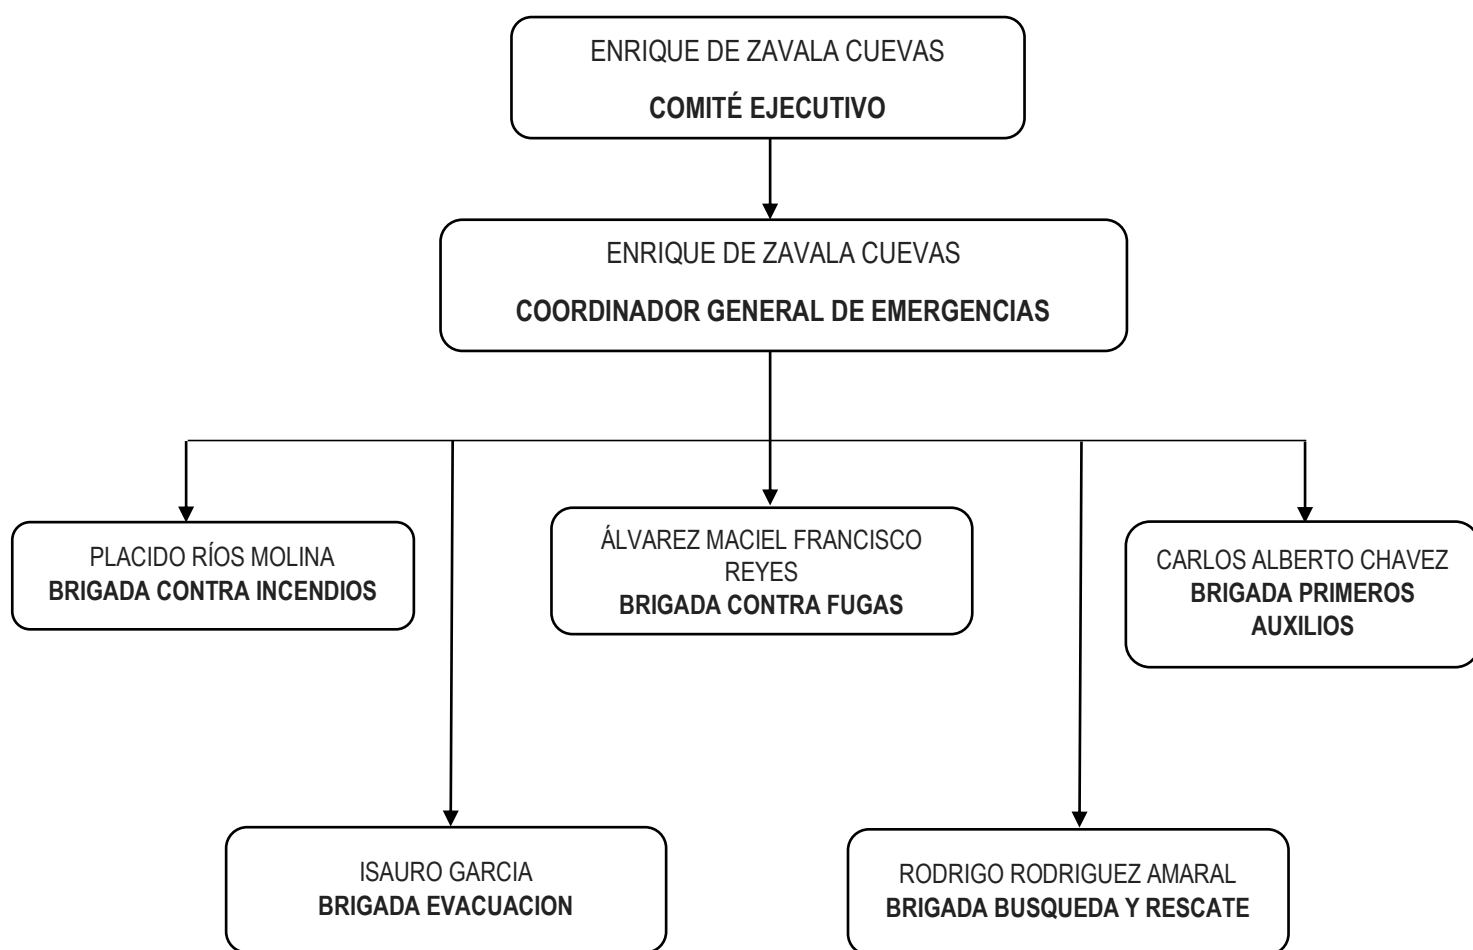 ENRIQUE DE ZAVALA CUEVAS
COMITÉ EJECUTIVO
ENRIQUE DE ZAVALA CUEVAS
COORDINADOR GENERAL DE EMERGENCIAS
PLACIDO RÍOS MOLINA
BRIGADA CONTRA INCENDIOS
ÁLVAREZ MACIEL FRANCISCO
REYES
BRIGADA CONTRA FUGAS
CARLOS ALBERTO CHAVEZ
BRIGADA PRIMEROS
AUXILIOS
ISAURO GARCIA
BRIGADA EVACUACION
RODRIGO RODRIGUEZ AMARAL
BRIGADA BUSQUEDA Y RESCATE